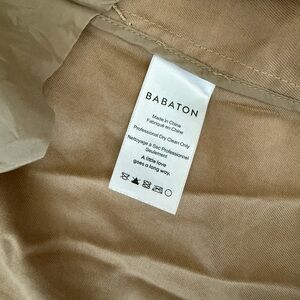 BABATON
Made in China
Fabriqué en Chine
Professional Dry Clean Only
Nettoyage à Sec Professionnel
Seulement
A little love
goes a long way.